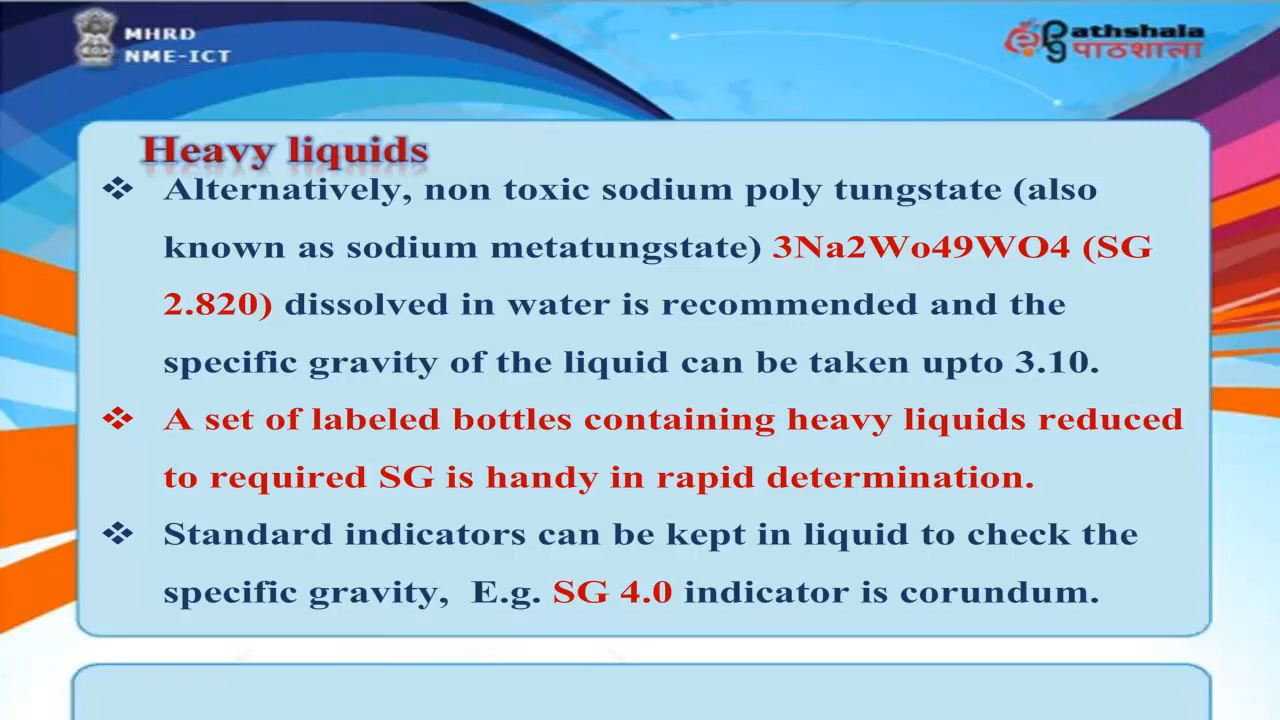 MHRD
NME-ICT
athshala
पाठशाला
Heavy liquids
❖ Alternatively, non toxic sodium poly tungstate (also
known as sodium metatungstate) 3Na2Wo49WO4 (SG
2.820) dissolved in water is recommended and the
specific gravity of the liquid can be taken upto 3.10.
❖ A set of labeled bottles containing heavy liquids reduced
to required SG is handy in rapid determination.
❖ Standard indicators can be kept in liquid to check the
specific gravity, E.g. SG 4.0 indicator is corundum.